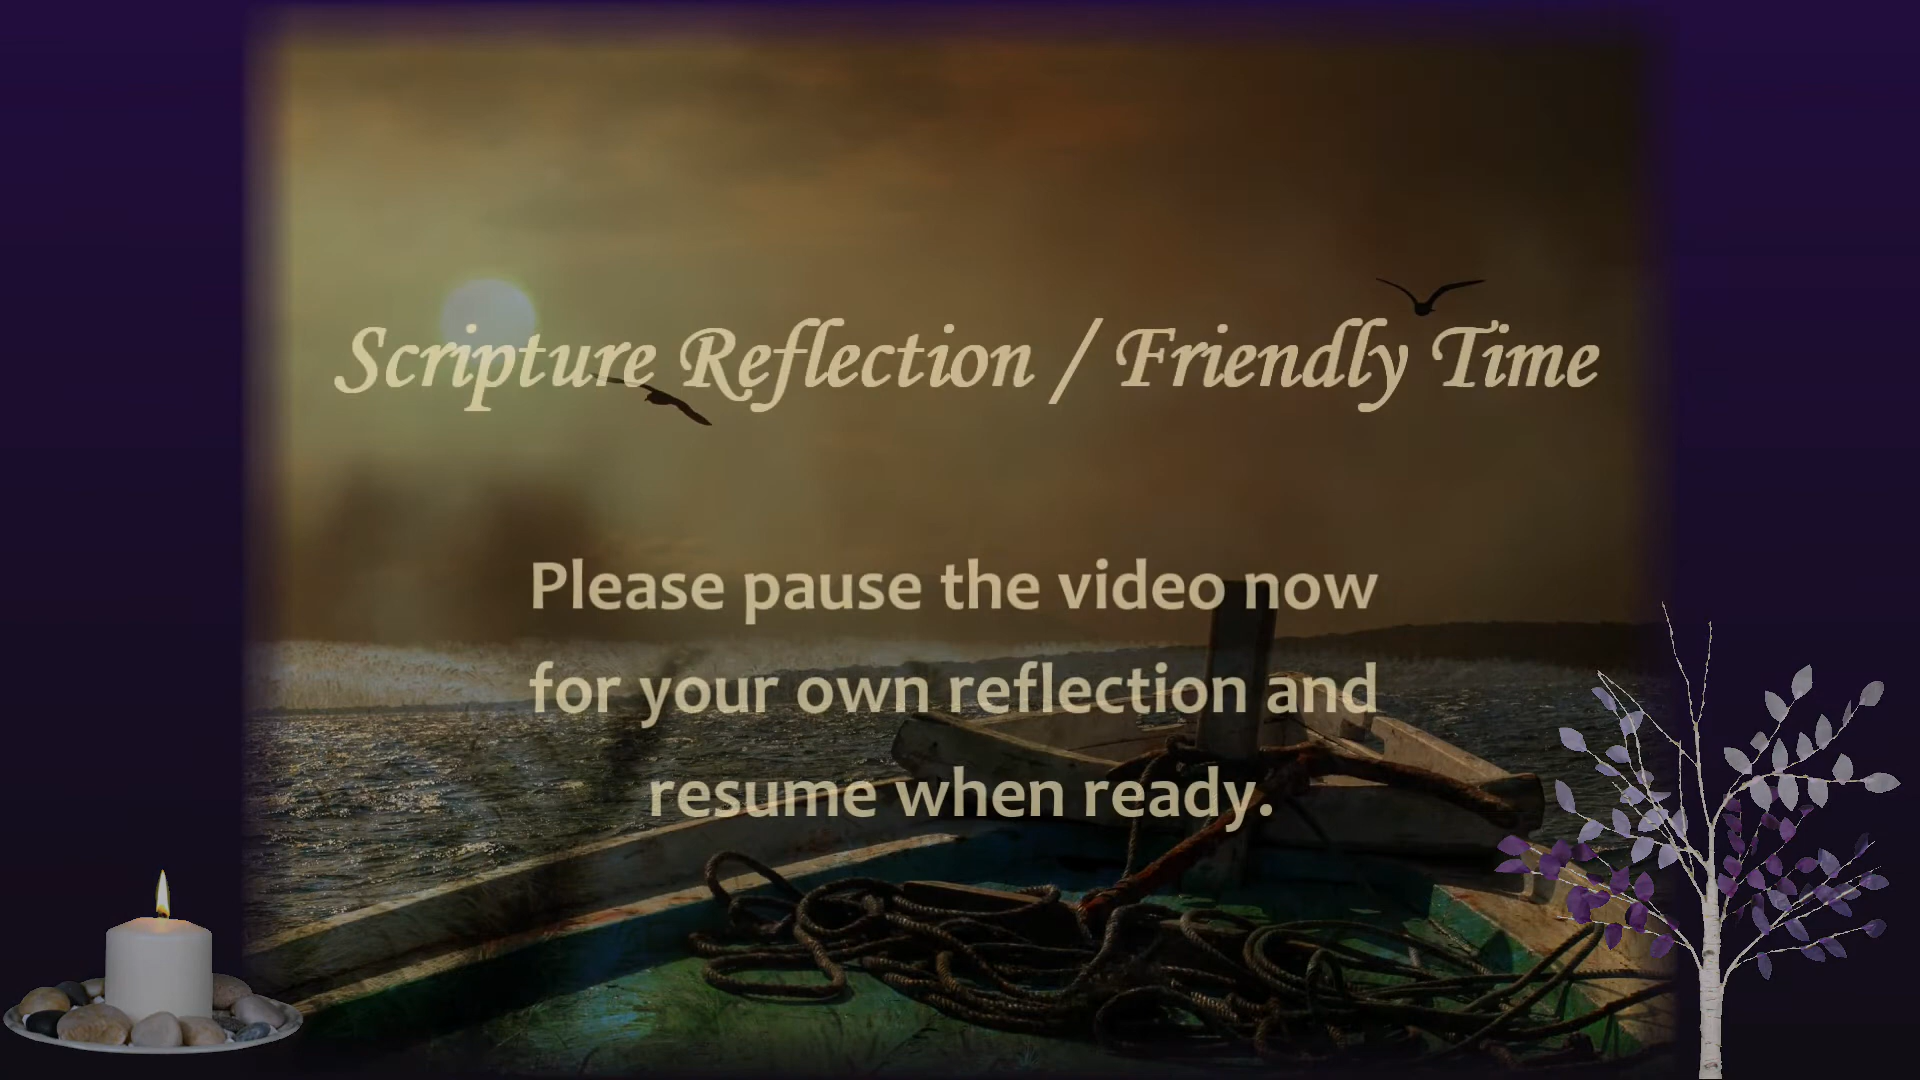 Scripture Reflection / Friendly Time
Please pause the video now
for your own reflection and
resume when ready.